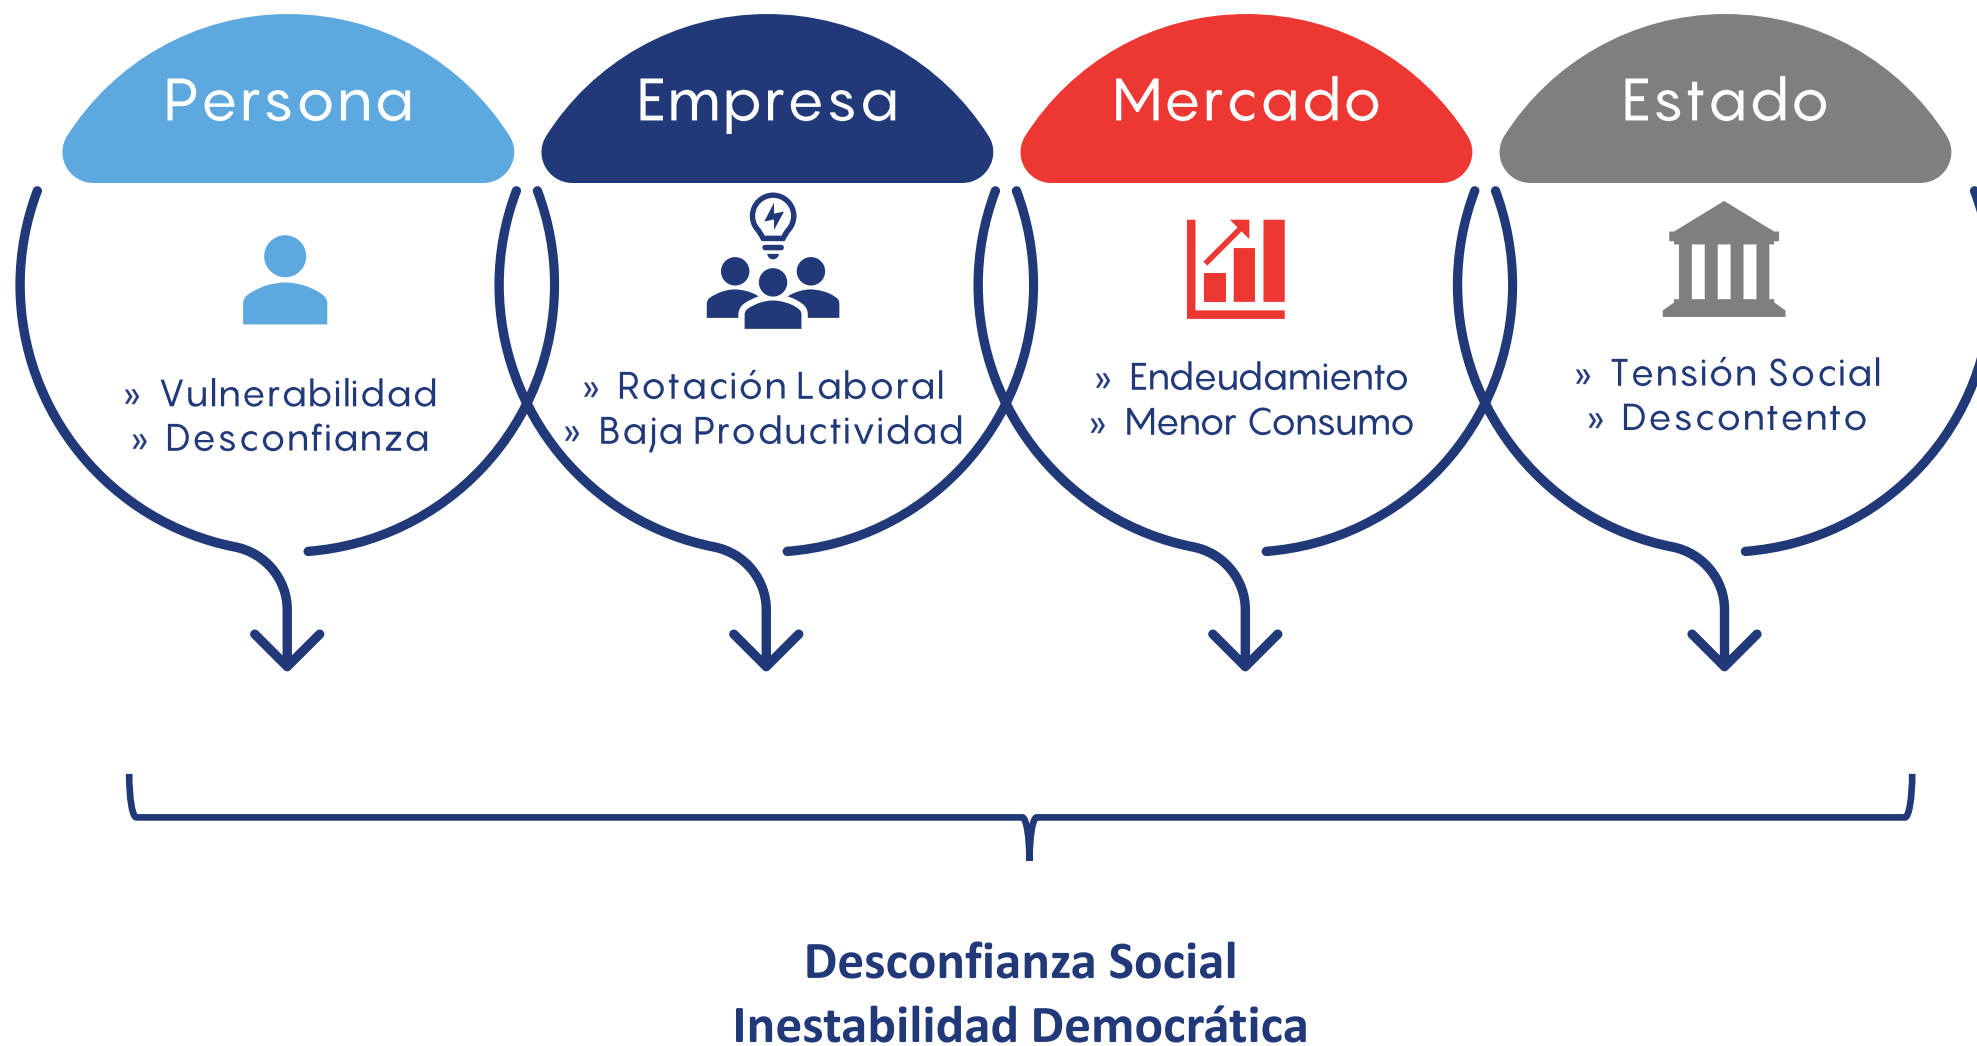 Persona
» Vulnerabilidad
» Desconfianza
Empresa
» Rotación Laboral
» Baja Productividad
Mercado
» Endeudamiento
» Menor Consumo
Estado
» Tensión Social
» Descontento
Desconfianza Social
Inestabilidad Democrática